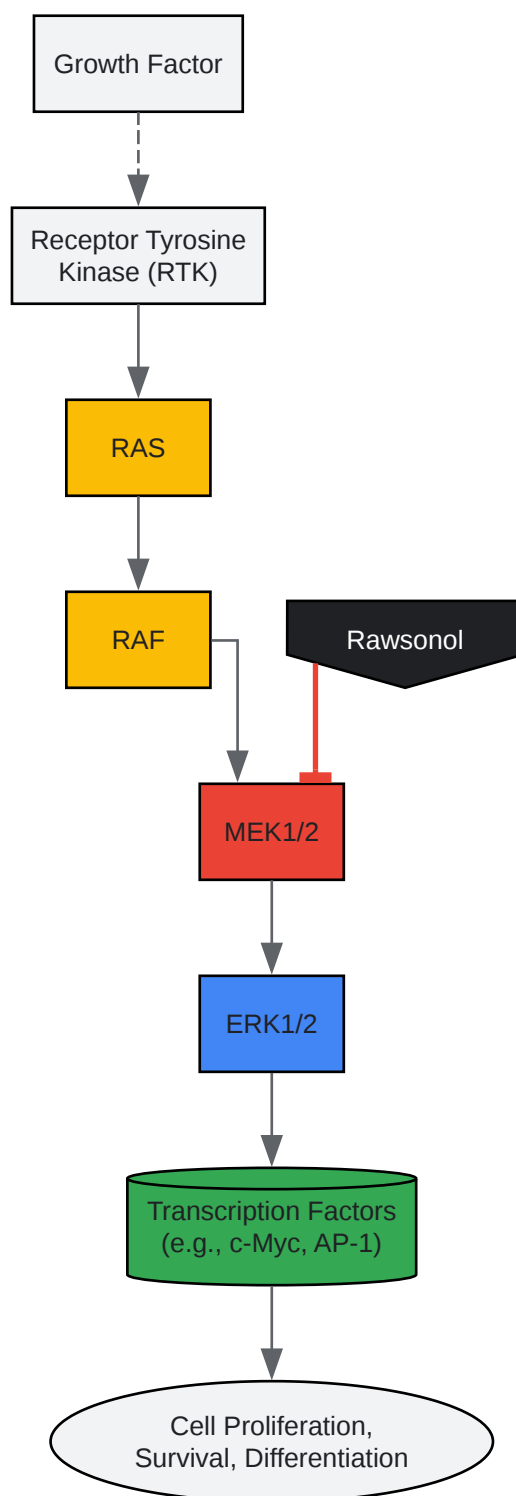 Growth Factor
Receptor Tyrosine
Kinase (RTK)
RAS
RAF
Rawsonol
MEK1/2
ERK1/2
Transcription Factors
(e.g., c-Myc, AP-1)
Cell Proliferation,
Survival, Differentiation